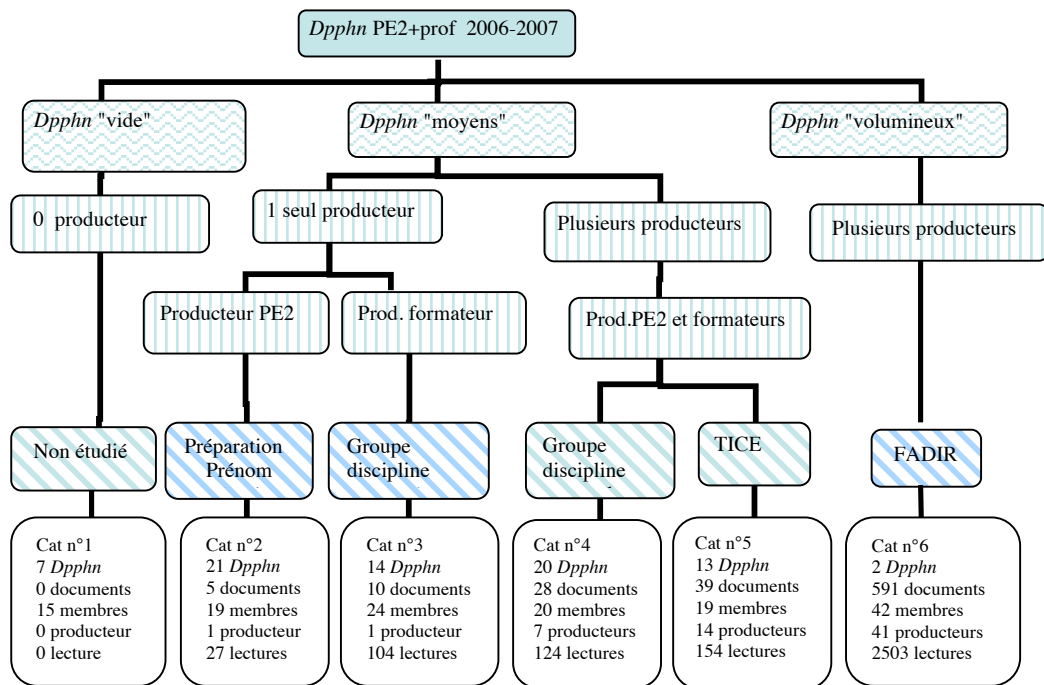 Dpphn PE2+prof 2006-2007
Dpphn "vide"
Dpphn "moyens"
Dpphn "volumineux"
0 producteur
1 seul producteur
Plusieurs producteurs
Plusieurs producteurs
Producteur PE2
Prod. formateur
Prod.PE2 et formateurs
Non étudié
Préparation
Prénom
Groupe
discipline
Groupe
discipline
TICE
FADIR
Cat n°1
7 Dpphn
0 documents
15 membres
0 producteur
0 lecture
Cat n°2
21 Dpphn
5 documents
19 membres
1 producteur
27 lectures
Cat n°3
14 Dpphn
10 documents
24 membres
1 producteur
104 lectures
Cat n°4
20 Dpphn
28 documents
20 membres
7 producteurs
124 lectures
Cat n°5
13 Dpphn
39 documents
19 membres
14 producteurs
154 lectures
Cat n°6
2 Dpphn
591 documents
42 membres
41 producteurs
2503 lectures